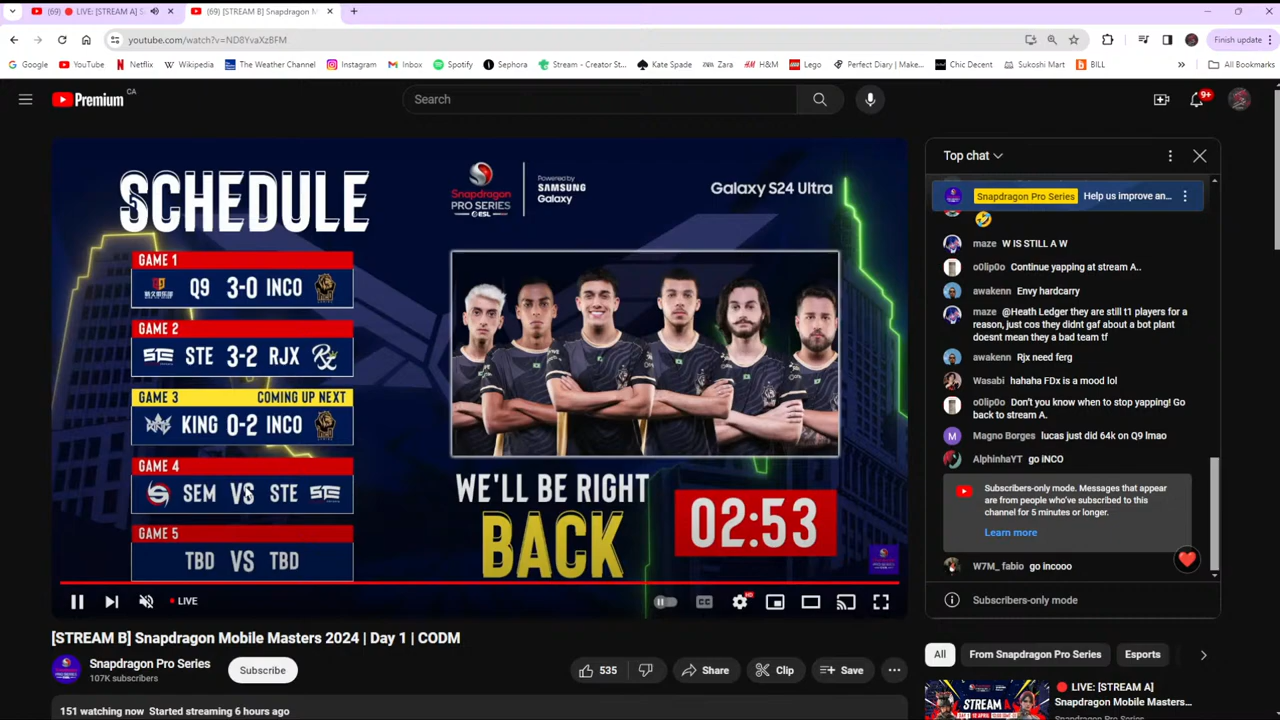 (69) 🔴 LIVE: [STREAM A] S
(69) [STREAM B] Snapdragon M
youtube.com/watch?v=ND8YvaXzBFM
Finish update
Google
YouTube
Netflix
Wikipedia
The Weather Channel
Instagram
Inbox
Spotify
Sephora
Stream - Creator St...
Kate Spade
Zara
H&M
Lego
Perfect Diary | Make...
Chic Decent
Sukoshi Mart
BILL
All Bookmarks
Premium CA
Search
9+
SCHEDULE
Snapdragon
PRO SERIES
ESL
Powered by
SAMSUNG
Galaxy
Galaxy S24 Ultra
GAME 1
Q9 3-0 INCO
GAME 2
STE 3-2 RJX
GAME 3 COMING UP NEXT
KING 0-2 INCO
GAME 4
SEM VS STE
GAME 5
TBD VS TBD
WE'LL BE RIGHT
BACK
02:53
LIVE
HD
[STREAM B] Snapdragon Mobile Masters 2024 | Day 1 | CODM
Snapdragon Pro Series
107K subscribers
Subscribe
535
Share
Clip
Save
151 watching now Started streaming 6 hours ago
Top chat
Snapdragon Pro Series Help us improve an...
🤣
maze W IS STILL A W
o0lip0o Continue yapping at stream A..
awakenn Envy hardcarry
maze @Heath Ledger they are still t1 players for a
reason, just cos they didnt gaf about a bot plant
doesnt mean they a bad team tf
awakenn Rjx need ferg
Wasabi hahaha FDx is a mood lol
o0lip0o Don't you know when to stop yapping! Go
back to stream A.
M Magno Borges lucas just did 64k on Q9 lmao
AlphinhaYT go iNCO
Subscribers-only mode. Messages that appear
are from people who've subscribed to this
channel for 5 minutes or longer.
Learn more
W7M_ fabio go incooo
Subscribers-only mode
All
From Snapdragon Pro Series
Esports
🔴 LIVE: [STREAM A]
Snapdragon Mobile Masters...
Snapdragon Pro Series